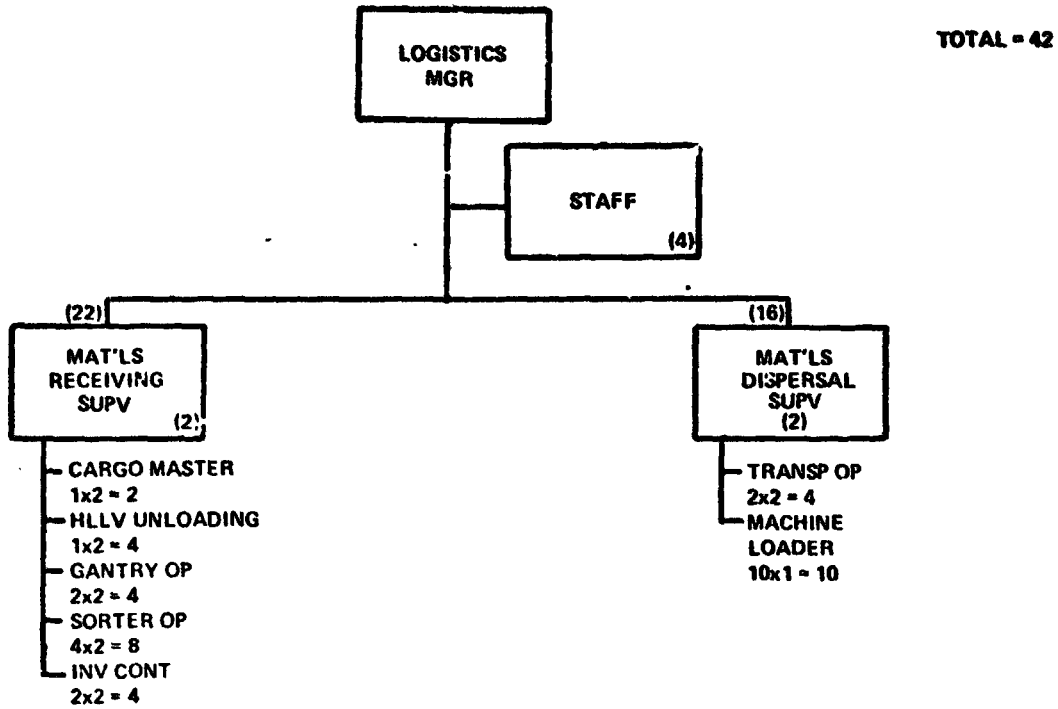 TOTAL = 42
LOGISTICS
MGR
STAFF
(4)
(22)
MAT'LS
RECEIVING
SUPV
(2)
CARGO MASTER
1x2 = 2
HLLV UNLOADING
1x2 = 4
GANTRY OP
2x2 = 4
SORTER OP
4x2 = 8
INV CONT
2x2 = 4
(16)
MAT'LS
DISPERSAL
SUPV
(2)
TRANSP OP
2x2 = 4
MACHINE
LOADER
10x1 = 10